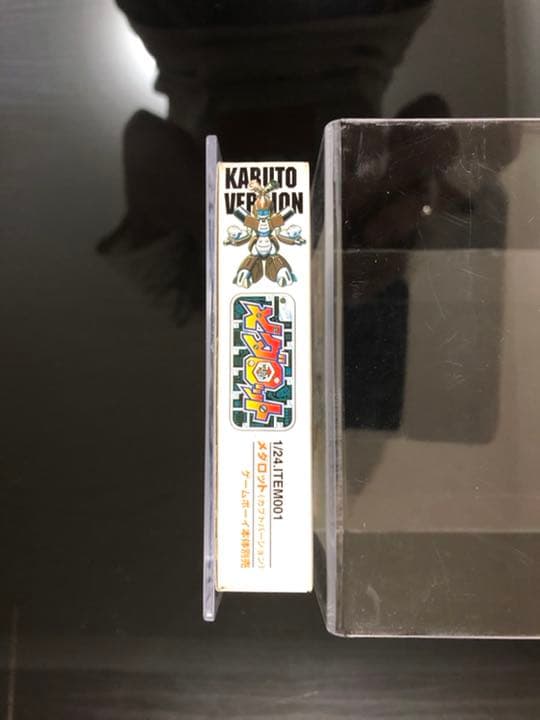 KABUTO
VERSION
メダロット
1/24.ITEM001
メダロット(カブトバージョン)
ゲームボーイ本体別売